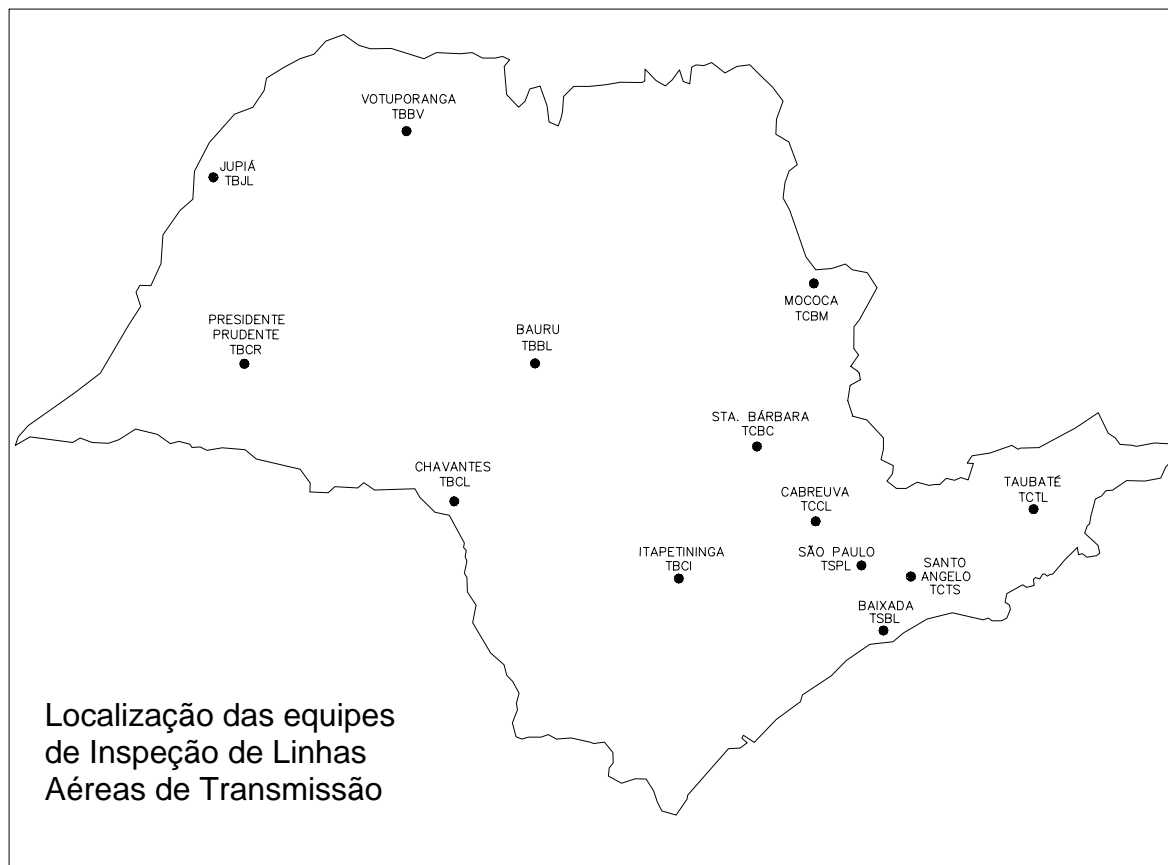 VOTUPORANGA
TBBV
JUPIÁ
TBJL
MOCOCA
TCBM
PRESIDENTE
PRUDENTE
TBCR
BAURU
TBBL
STA. BÁRBARA
TCBC
CHAVANTES
TBCL
CABREUVA
TCCL
TAUBATÉ
TCTL
ITAPETININGA
TBCI
SÃO PAULO
TSPL
SANTO
ANGELO
TCTS
BAIXADA
TSBL
Localização das equipes
de Inspeção de Linhas
Aéreas de Transmissão